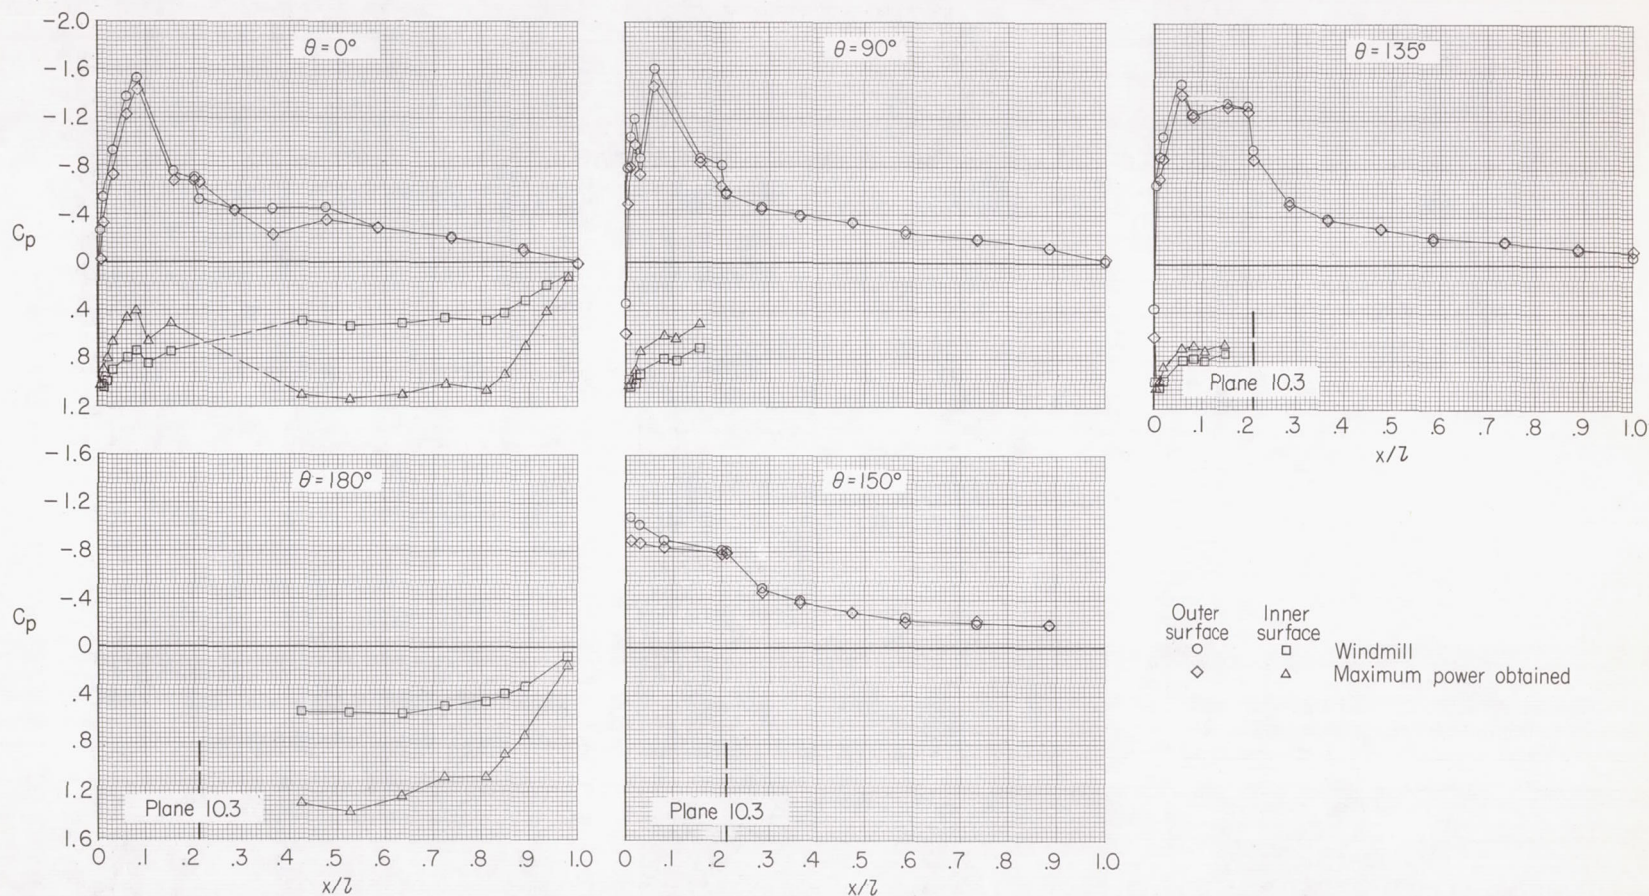 θ = 0°
θ = 90°
θ = 135°
-2.0
-1.6
-1.2
-.8
-.4
0
.4
.8
1.2
Cp
Plane 10.3
0 .1 .2 .3 .4 .5 .6 .7 .8 .9 1.0
x/l
θ = 180°
θ = 150°
-1.6
-1.2
-.8
-.4
0
.4
.8
1.2
1.6
Cp
Plane 10.3
Plane 10.3
0 .1 .2 .3 .4 .5 .6 .7 .8 .9 1.0
x/l
0 .1 .2 .3 .4 .5 .6 .7 .8 .9 1.0
x/l
Outer surface
Inner surface
Windmill
Maximum power obtained